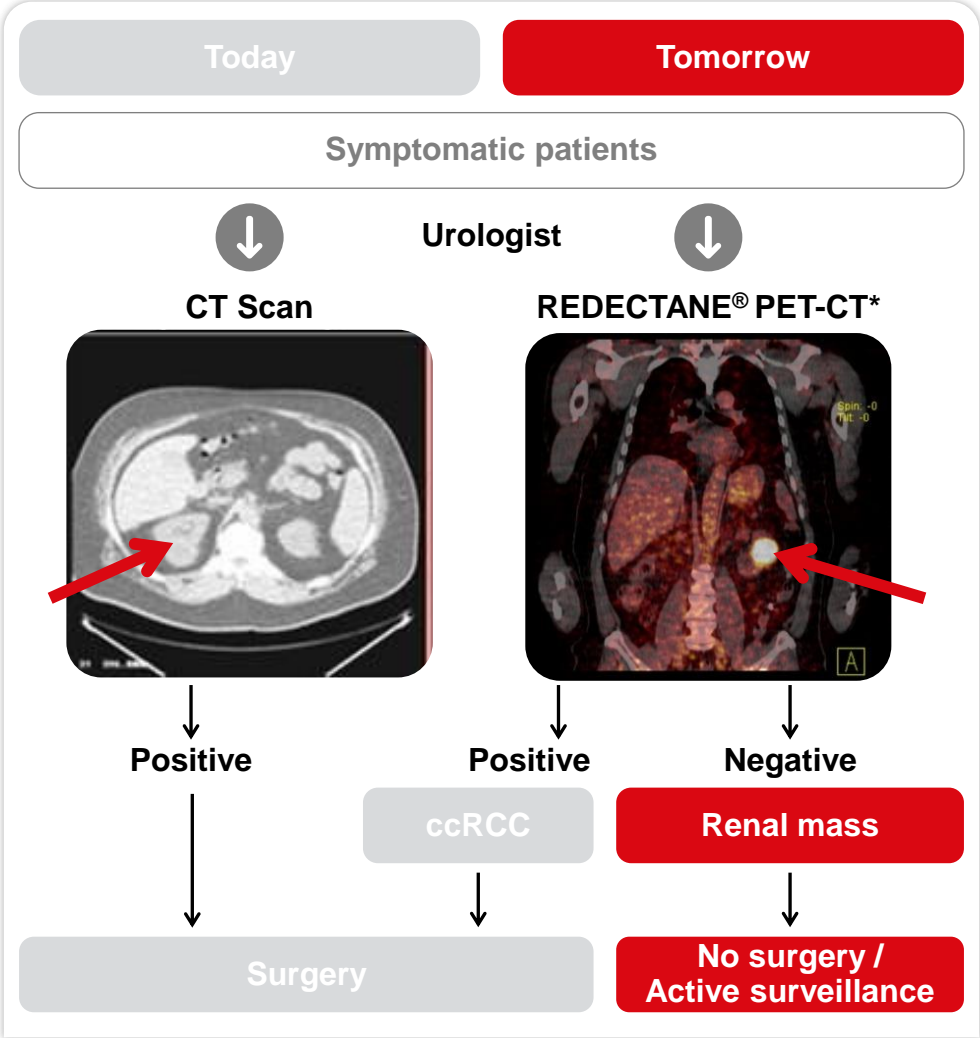 Today
Tomorrow
Symptomatic patients
Urologist
CT Scan
REDECTANE® PET-CT*
Spin: -0
Tilt: -0
A
Positive
Positive
Negative
ccRCC
Renal mass
Surgery
No surgery /
Active surveillance